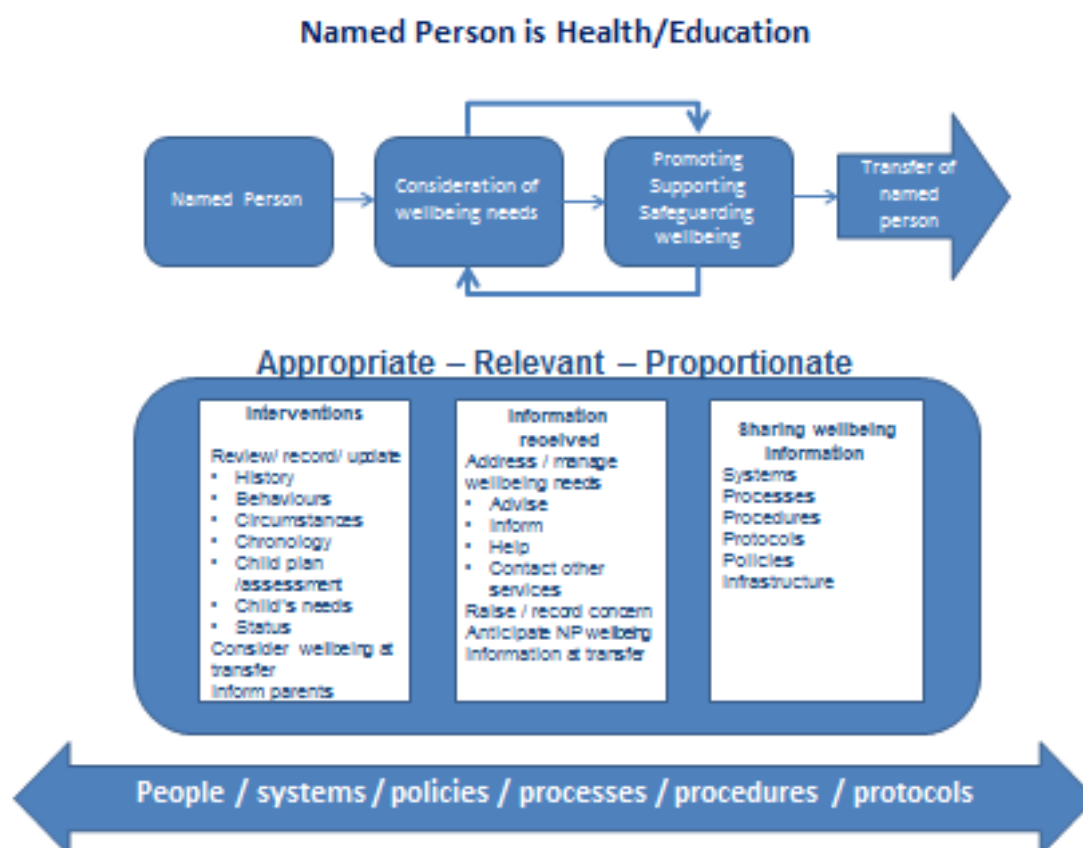 Named Person is Health/Education
Named Person
Consideration of
wellbeing needs
Promoting
Supporting
Safeguarding
wellbeing
Transfer of
named
person
Appropriate – Relevant – Proportionate
Interventions
Review/ record/ update
• History
• Behaviours
• Circumstances
• Chronology
• Child plan
/assessment
• Child's needs
• Status
Consider wellbeing at
transfer
Inform parents
Information
received
Address / manage
wellbeing needs
• Advise
• Inform
• Help
• Contact other
services
Raise / record concern
Anticipate NP wellbeing
Information at transfer
Sharing wellbeing
Information
Systems
Processes
Procedures
Protocols
Policies
Infrastructure
People / systems / policies / processes / procedures / protocols